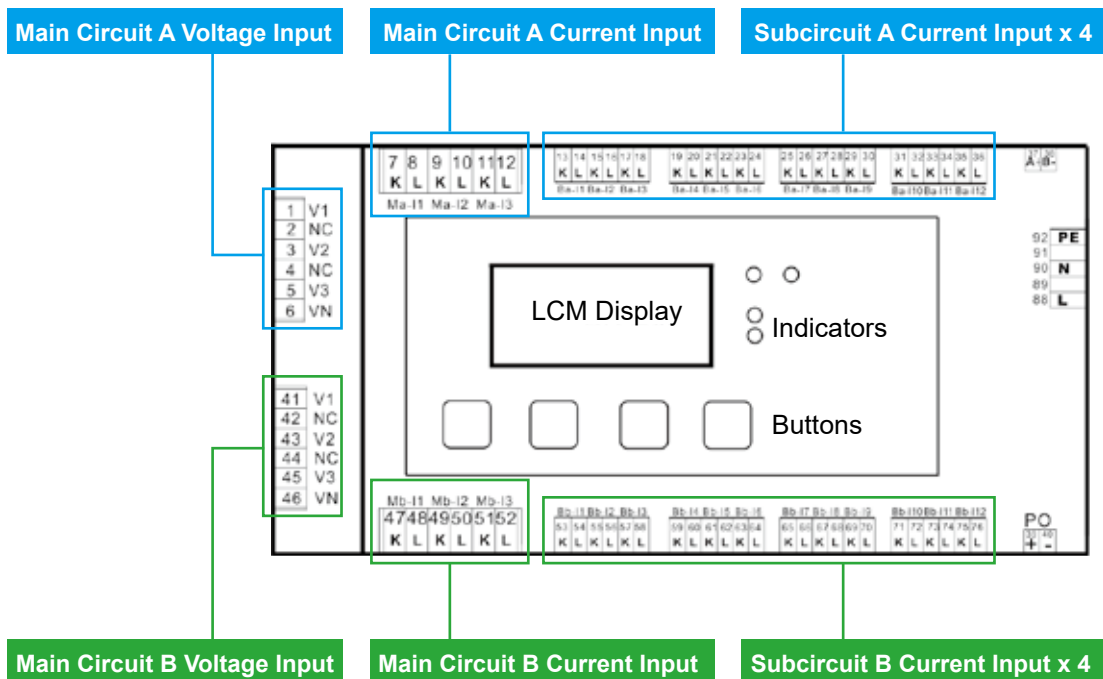 Main Circuit A Voltage Input
Main Circuit A Current Input
Subcircuit A Current Input x 4
7 8 9 10 11 12
K L K L K L
Ma-I1 Ma-I2 Ma-I3
13 14 15 16 17 18
K L K L K L
Ba-I1 Ba-I2 Ba-I3
19 20 21 22 23 24
K L K L K L
Ba-I4 Ba-I5 Ba-I6
25 26 27 28 29 30
K L K L K L
Ba-I7 Ba-I8 Ba-I9
31 32 33 34 35 36
K L K L K L
Ba-I10 Ba-I11 Ba-I12
37 38
A+ B-
1 V1
2 NC
3 V2
4 NC
5 V3
6 VN
92 PE
91
90 N
89
88 L
LCM Display
Indicators
Buttons
41 V1
42 NC
43 V2
44 NC
45 V3
46 VN
Mb-I1 Mb-I2 Mb-I3
47 48 49 50 51 52
K L K L K L
Bb-I1 Bb-I2 Bb-I3
53 54 55 56 57 58
K L K L K L
Bb-I4 Bb-I5 Bb-I6
59 60 61 62 63 64
K L K L K L
Bb-I7 Bb-I8 Bb-I9
65 66 67 68 69 70
K L K L K L
Bb-I10 Bb-I11 Bb-I12
71 72 73 74 75 76
K L K L K L
PO
39 40
+ -
Main Circuit B Voltage Input
Main Circuit B Current Input
Subcircuit B Current Input x 4